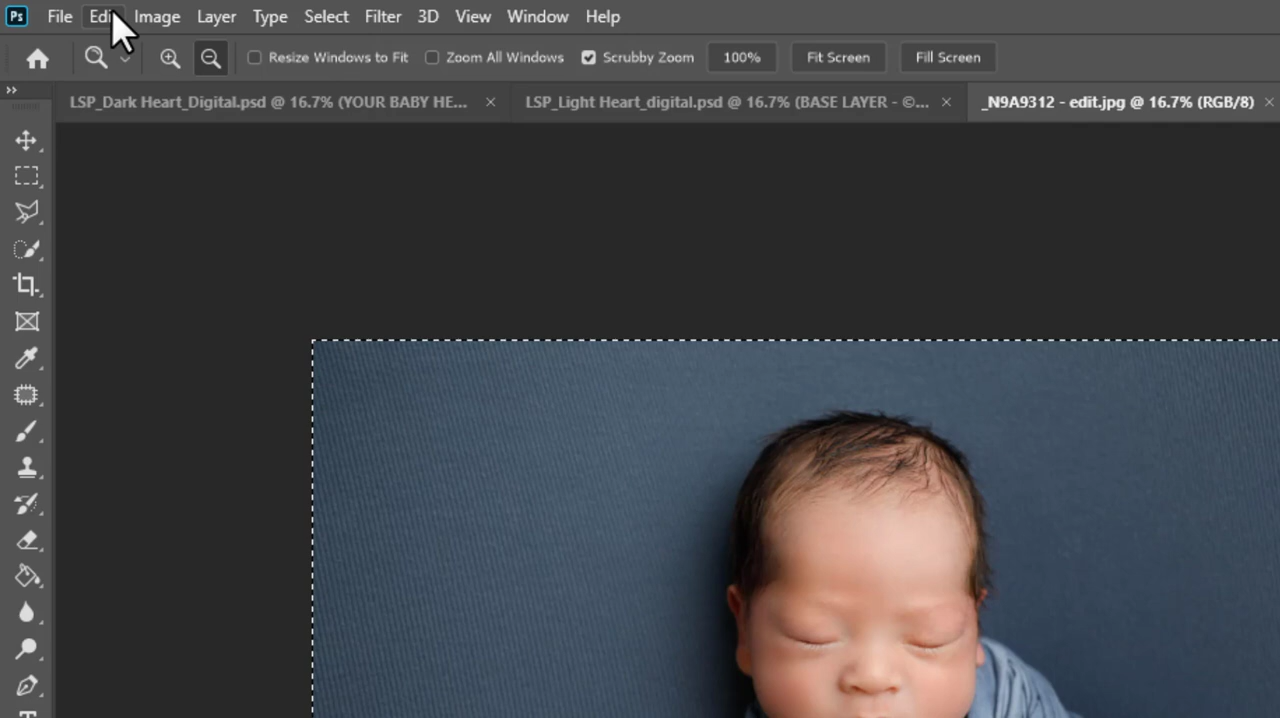 Ps File Edit Image Layer Type Select Filter 3D View Window Help
Resize Windows to Fit Zoom All Windows Scrubby Zoom 100% Fit Screen Fill Screen
LSP_Dark Heart_Digital.psd @ 16.7% (YOUR BABY HE... × LSP_Light Heart_digital.psd @ 16.7% (BASE LAYER - ©... × _N9A9312 - edit.jpg @ 16.7% (RGB/8) ×